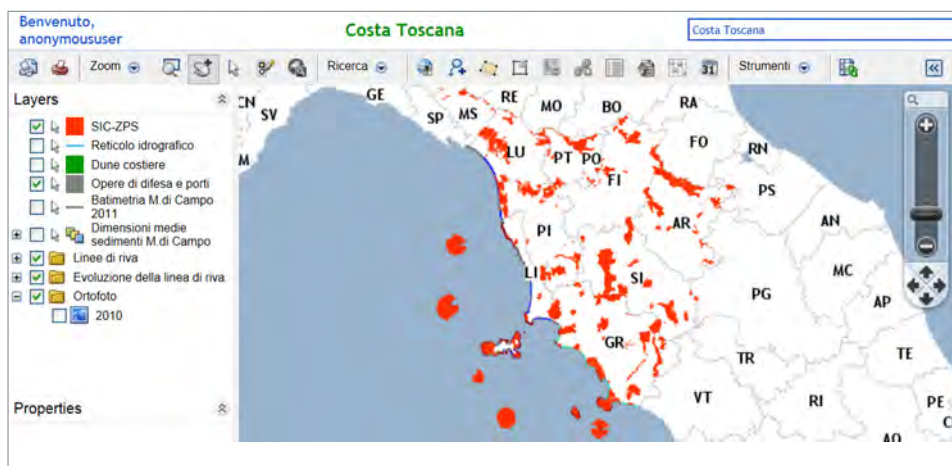 Benvenuto,
anonymoususer
Costa Toscana
Costa Toscana
Zoom
Ricerca
31
Strumenti
Layers
SIC-ZPS
Reticolo idrografico
Dune costiere
Opere di difesa e porti
Batimetria M.di Campo
2011
Dimensioni medie
sedimenti M.di Campo
Linee di riva
Evoluzione della linea di riva
Ortofoto
2010
Properties
CN
SV
GE
SP
MS
RE
MO
BO
RA
M
LU
PT
PO
FO
RN
FI
PS
PI
AR
AN
LI
SI
MC
PG
AP
GR
TR
TE
VT
RI
PE
AQ
C